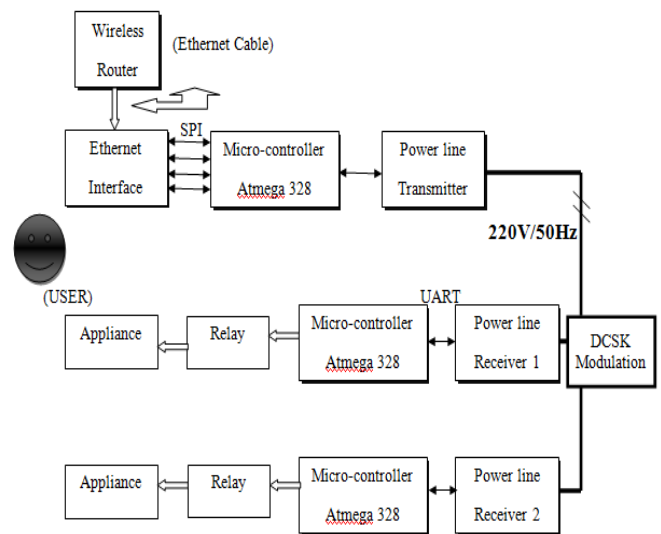 Wireless
Router
(Ethernet Cable)
SPI
Ethernet
Interface
Micro-controller
Atmega 328
Power line
Transmitter
220V/50Hz
(USER)
UART
Appliance
Relay
Micro-controller
Atmega 328
Power line
Receiver 1
DCSK
Modulation
Appliance
Relay
Micro-controller
Atmega 328
Power line
Receiver 2